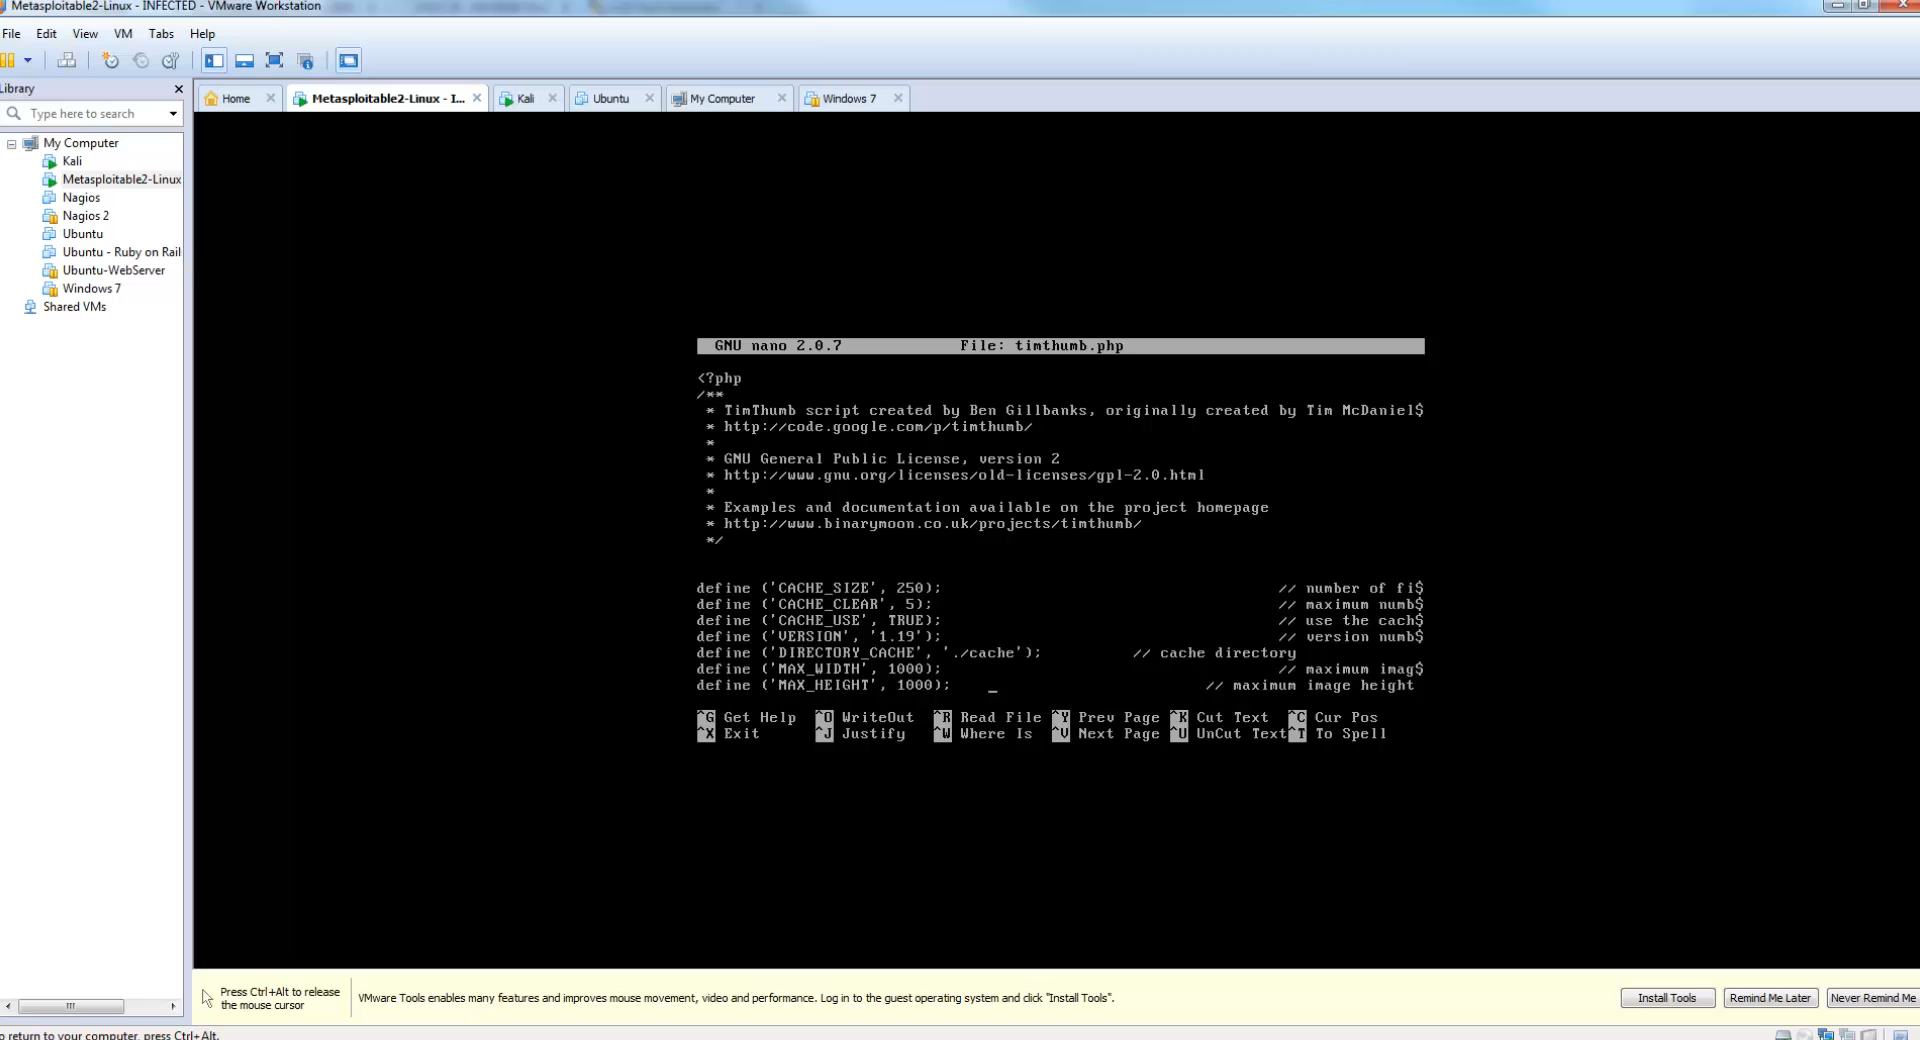 Metasploitable2-Linux - INFECTED - VMware Workstation
File Edit View VM Tabs Help
Library
Type here to search
My Computer
Kali
Metasploitable2-Linux
Nagios
Nagios 2
Ubuntu
Ubuntu - Ruby on Rail
Ubuntu-WebServer
Windows 7
Shared VMs
Home
Metasploitable2-Linux - I...
Kali
Ubuntu
My Computer
Windows 7
GNU nano 2.0.7 File: timthumb.php
<?php
/**
* TimThumb script created by Ben Gillbanks, originally created by Tim McDaniel$
* http://code.google.com/p/timthumb/
*
* GNU General Public License, version 2
* http://www.gnu.org/licenses/old-licenses/gpl-2.0.html
*
* Examples and documentation available on the project homepage
* http://www.binarymoon.co.uk/projects/timthumb/
*/
define ('CACHE_SIZE', 250); // number of fi$
define ('CACHE_CLEAR', 5); // maximum numb$
define ('CACHE_USE', TRUE); // use the cach$
define ('VERSION', '1.19'); // version numb$
define ('DIRECTORY_CACHE', './cache'); // cache directory
define ('MAX_WIDTH', 1000); // maximum imag$
define ('MAX_HEIGHT', 1000); _ // maximum image height
^G Get Help ^O WriteOut ^R Read File ^Y Prev Page ^K Cut Text ^C Cur Pos
^X Exit ^J Justify ^W Where Is ^V Next Page ^U UnCut Text ^T To Spell
Press Ctrl+Alt to release
the mouse cursor
VMware Tools enables many features and improves mouse movement, video and performance. Log in to the guest operating system and click "Install Tools".
Install Tools
Remind Me Later
Never Remind Me
o return to your computer, press Ctrl+Alt.